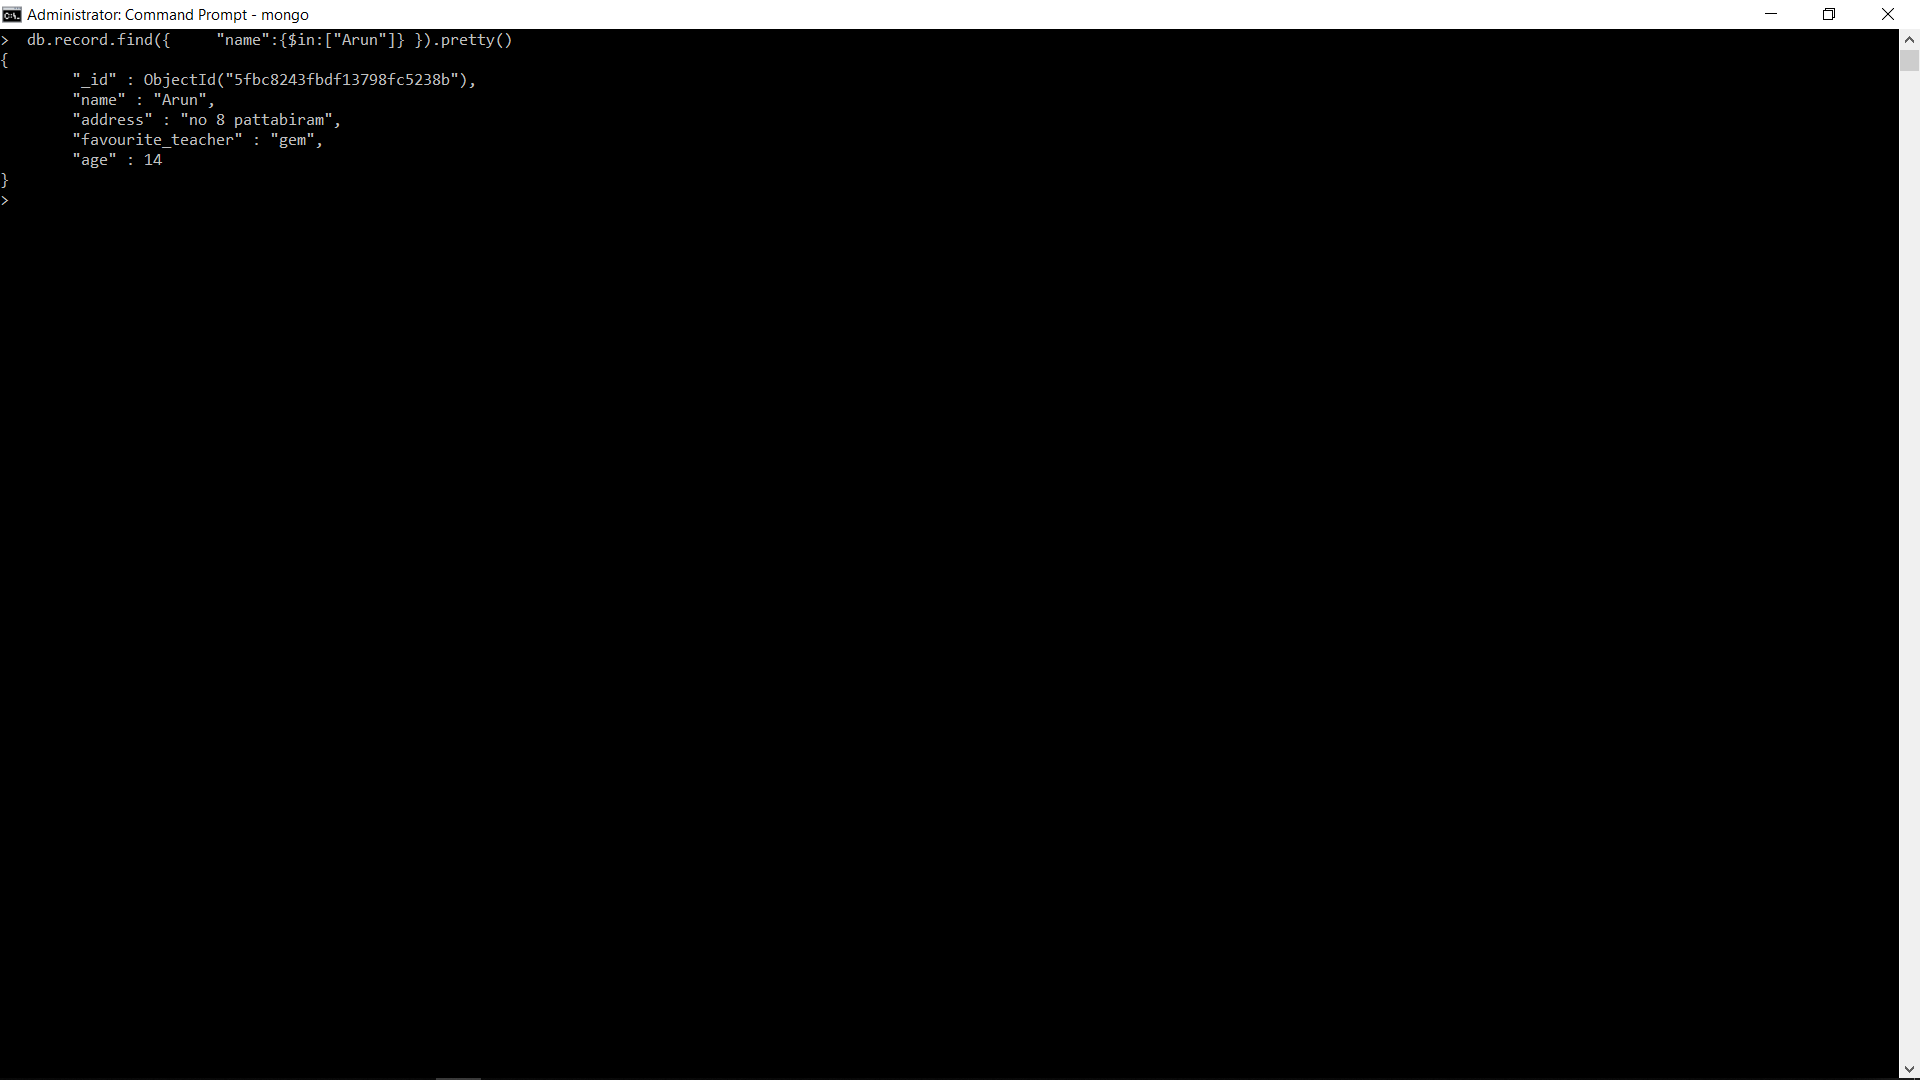 Administrator: Command Prompt - mongo
>  db.record.find({     "name":{$in:["Arun"]} }).pretty()
{
        "_id" : ObjectId("5fbc8243fbdf13798fc5238b"),
        "name" : "Arun",
        "address" : "no 8 pattabiram",
        "favourite_teacher" : "gem",
        "age" : 14
}
>